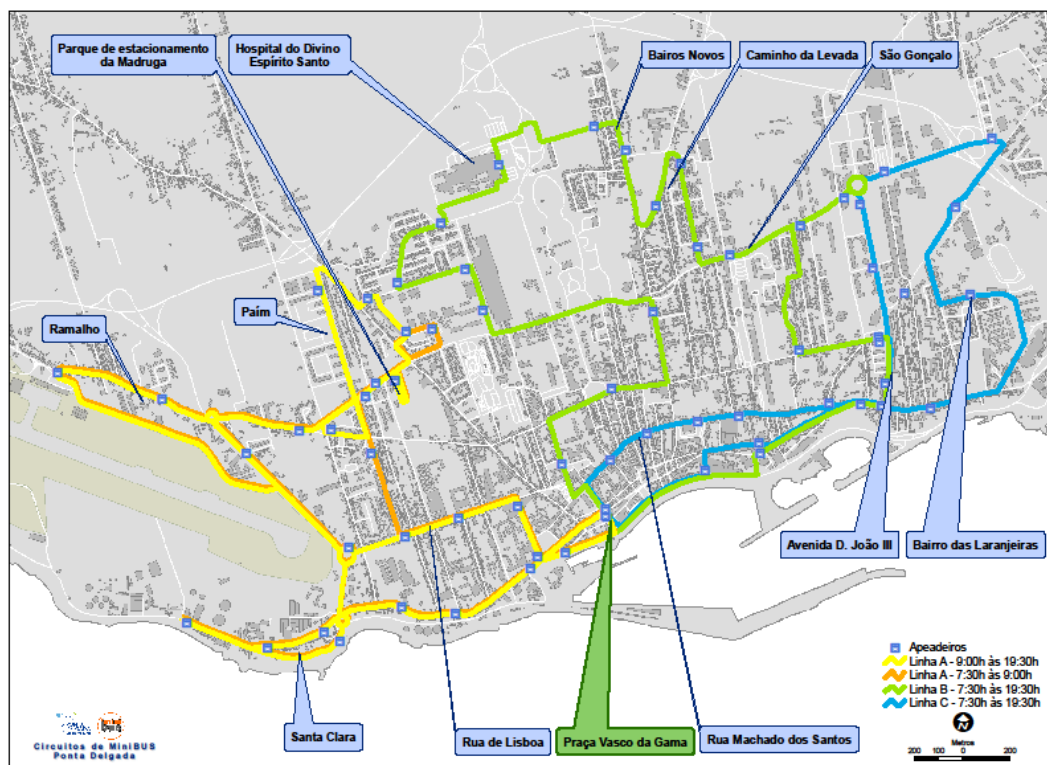 Parque de estacionamento
da Madruga
Hospital do Divino
Espírito Santo
Bairos Novos
Caminho da Levada
São Gonçalo
Paím
Ramalho
Avenida D. João III
Bairro das Laranjeiras
Santa Clara
Rua de Lisboa
Praça Vasco da Gama
Rua Machado dos Santos
Apeadeiros
Linha A - 9:00h às 19:30h
Linha A - 7:30h às 9:00h
Linha B - 7:30h às 19:30h
Linha C - 7:30h às 19:30h
N
Metros
200 100 0 200
Circuitos de MiniBUS
Ponta Delgada